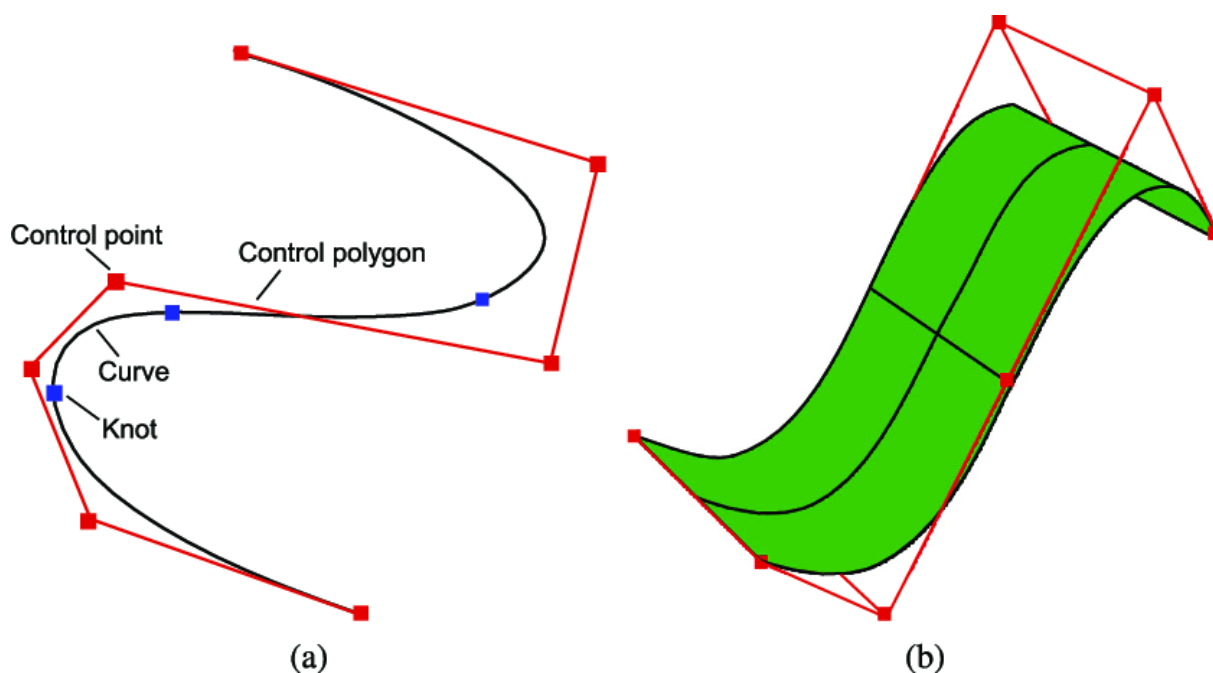 Control point
Control polygon
Curve
Knot
(a)
(b)